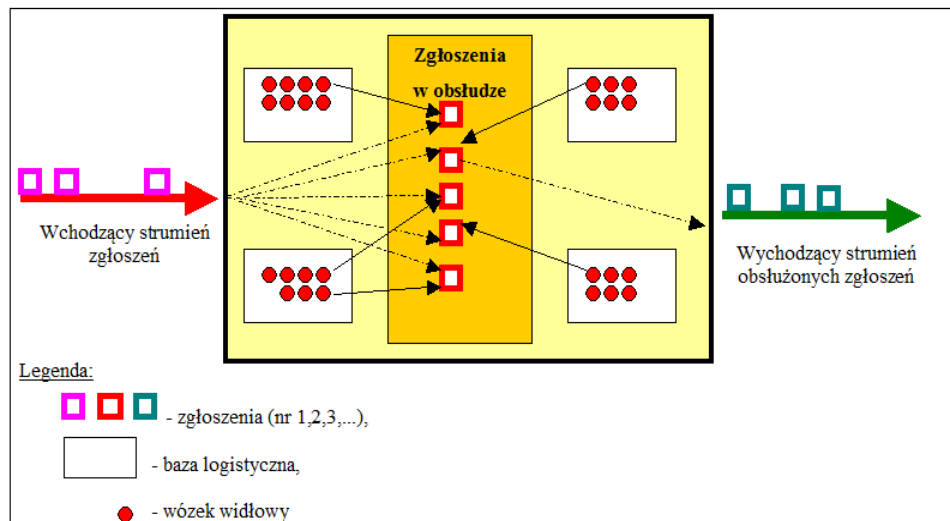 Zgłoszenia
w obsłudze
Wchodzący strumień
zgłoszeń
Wychodzący strumień
obsłużonych zgłoszeń
Legenda:
- zgłoszenia (nr 1,2,3,...),
- baza logistyczna,
- wózek widłowy